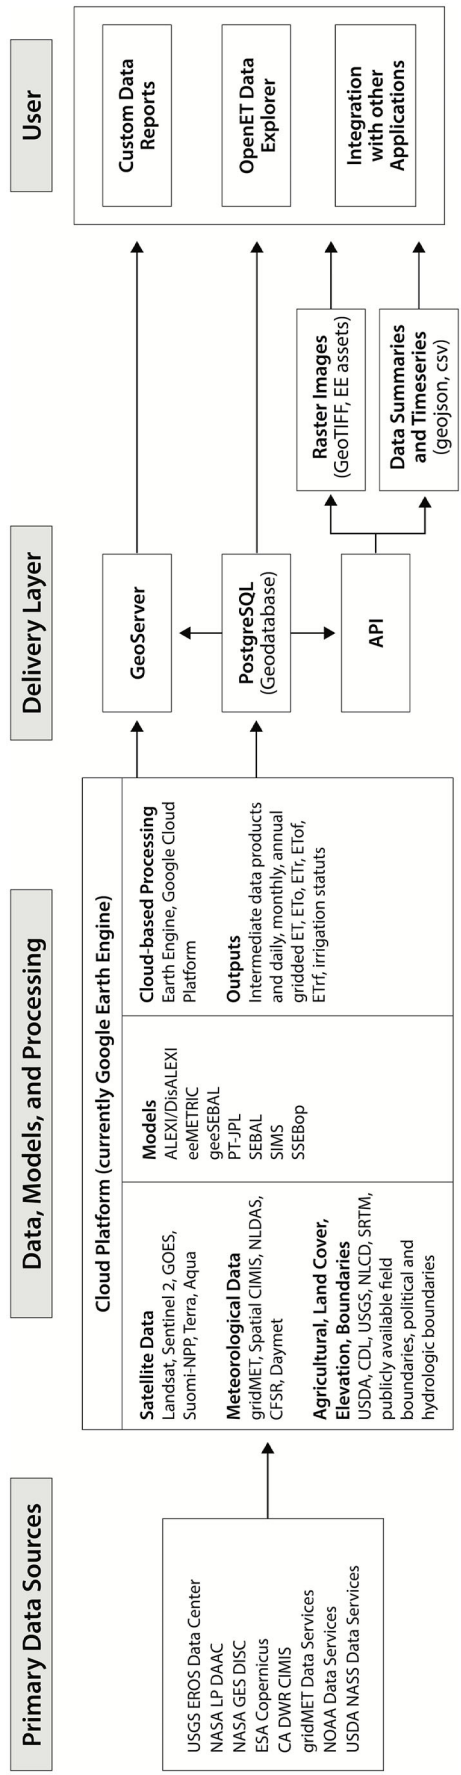 Primary Data Sources
USGS EROS Data Center
NASA LP DAAC
NASA GES DISC
ESA Copernicus
CA DWR CIMIS
gridMET Data Services
NOAA Data Services
USDA NASS Data Services
Data, Models, and Processing
Cloud Platform (currently Google Earth Engine)
Satellite Data
Landsat, Sentinel 2, GOES,
Suomi-NPP, Terra, Aqua
Meteorological Data
gridMET, Spatial CIMIS, NLDAS,
CFSR, Daymet
Agricultural, Land Cover,
Elevation, Boundaries
USDA, CDL, USGS, NLCD, SRTM,
publicly available field
boundaries, political and
hydrologic boundaries
Models
ALEXI/DisALEXI
eeMETRIC
geeSEBAL
PT-JPL
SEBAL
SIMS
SSEBop
Cloud-based Processing
Earth Engine, Google Cloud
Platform
Outputs
Intermediate data products
and daily, monthly, annual
gridded ET, ETo, ETr, ETof,
ETrf, irrigation statuts
Delivery Layer
GeoServer
PostgreSQL
(Geodatabase)
API
Raster Images
(GeoTIFF, EE assets)
Data Summaries
and Timeseries
(geojson, csv)
User
Custom Data
Reports
OpenET Data
Explorer
Integration
with other
Applications